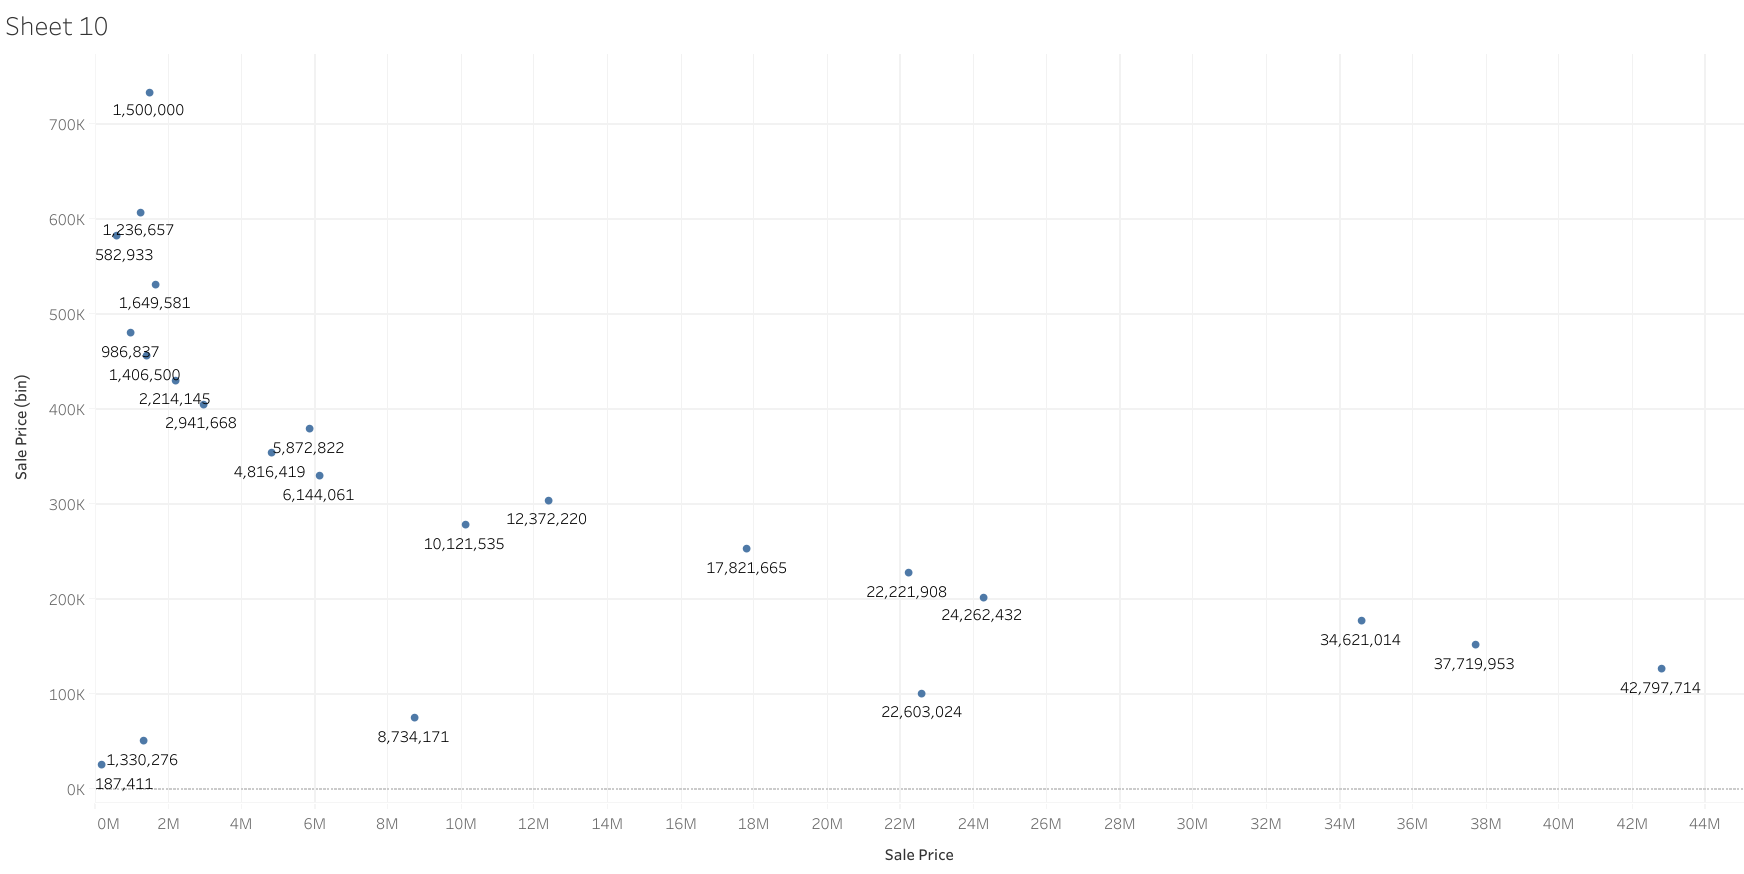 Sheet 10
1,500,000
700K
600K
1,236,657
582,933
1,649,581
500K
986,837
1,406,500
2,214,145
400K
2,941,668
5,872,822
4,816,419
6,144,061
300K
12,372,220
10,121,535
17,821,665
22,221,908
200K
24,262,432
34,621,014
37,719,953
42,797,714
100K
22,603,024
8,734,171
1,330,276
187,411
0K
Sale Price (bin)
0M 2M 4M 6M 8M 10M 12M 14M 16M 18M 20M 22M 24M 26M 28M 30M 32M 34M 36M 38M 40M 42M 44M
Sale Price